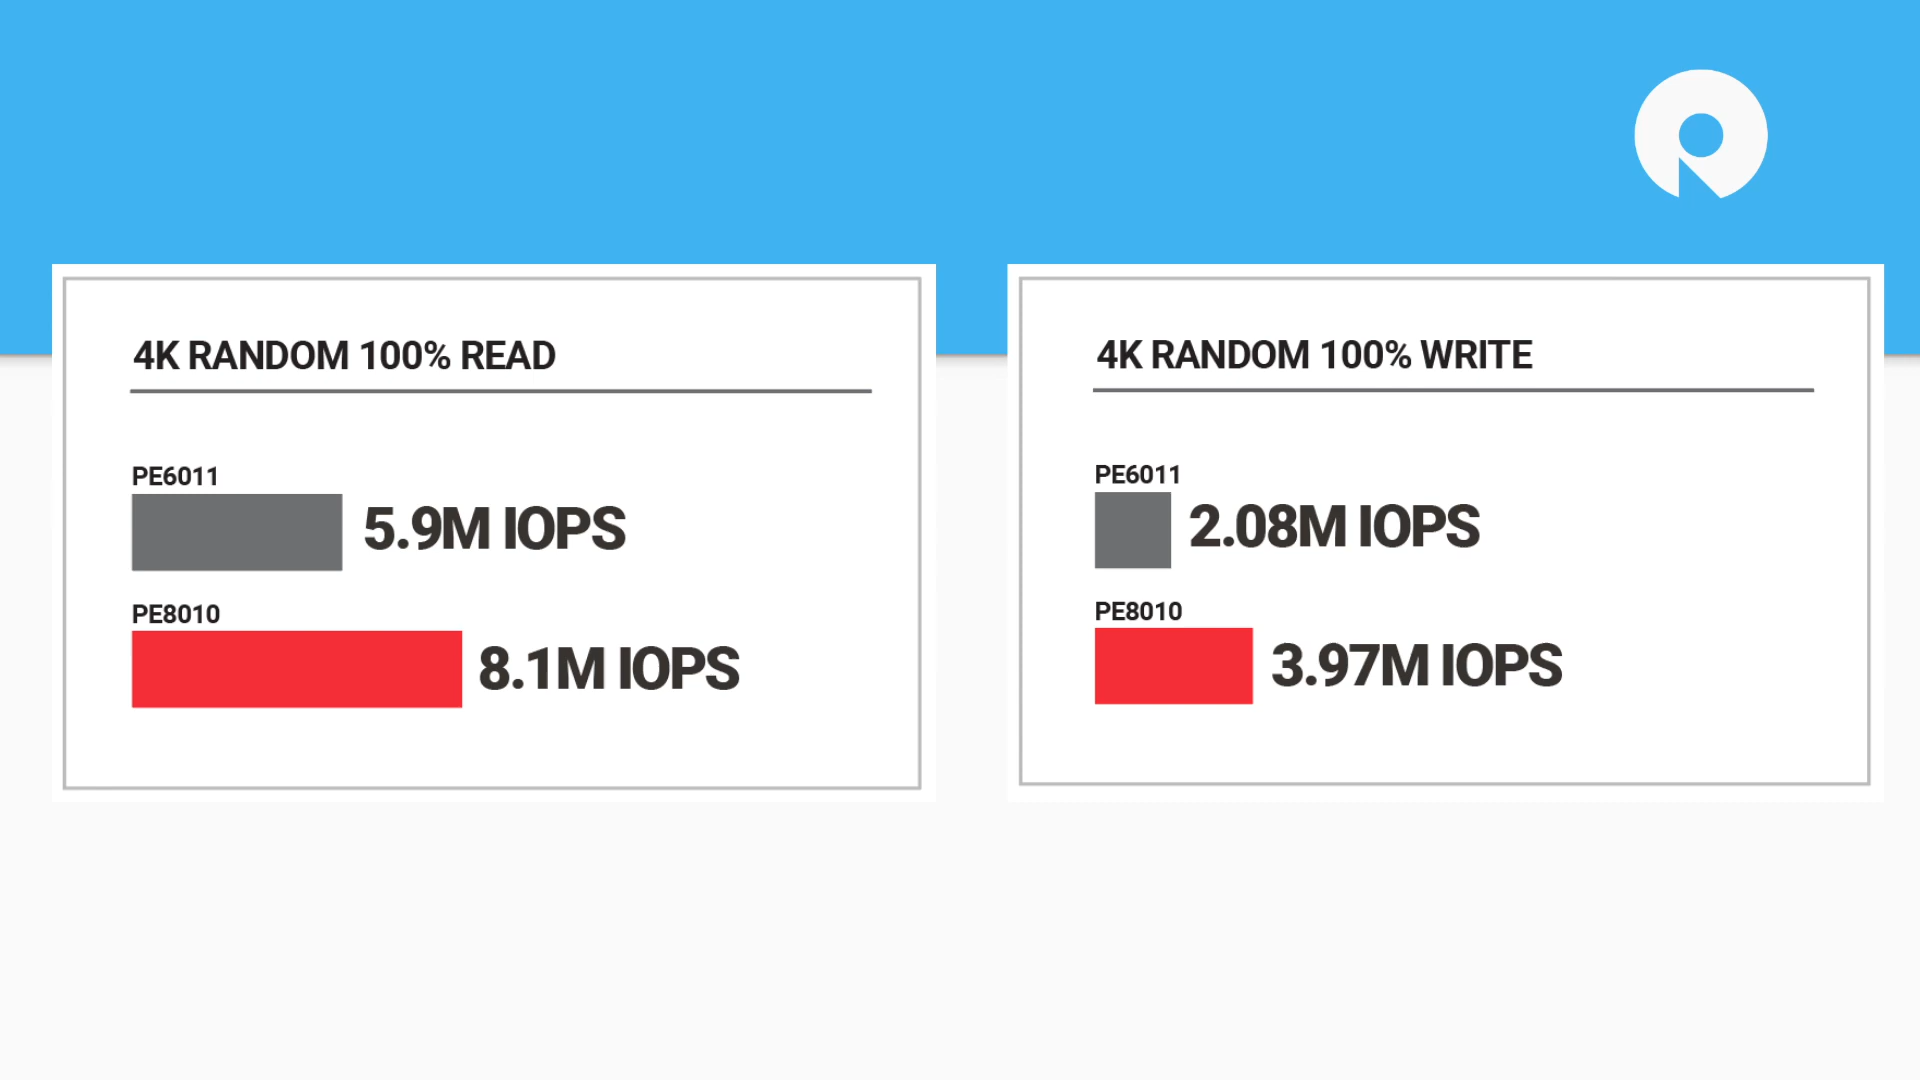 4K RANDOM 100% READ
PE6011
5.9M IOPS
PE8010
8.1M IOPS
4K RANDOM 100% WRITE
PE6011
2.08M IOPS
PE8010
3.97M IOPS